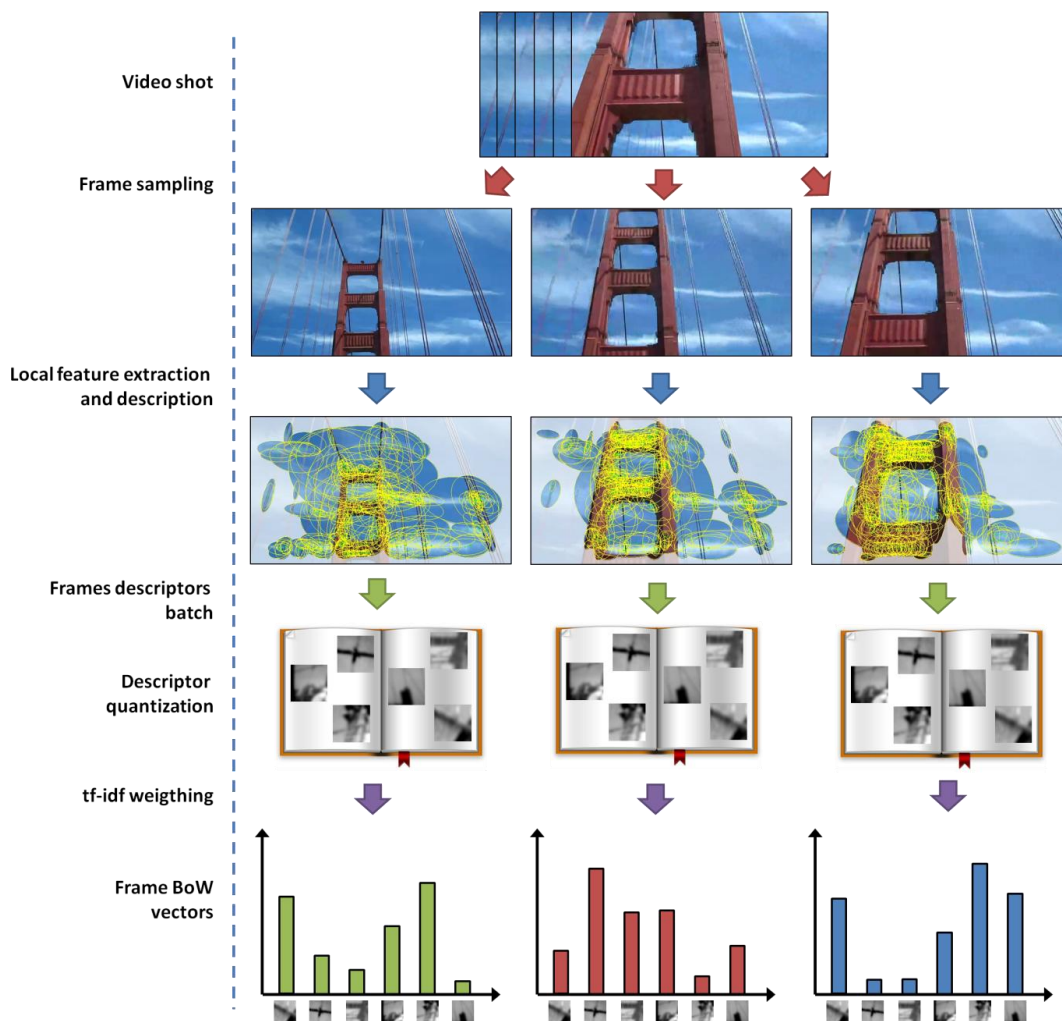 Video shot
Frame sampling
Local feature extraction
and description
Frames descriptors
batch
Descriptor
quantization
tf-idf weigthing
Frame BoW
vectors